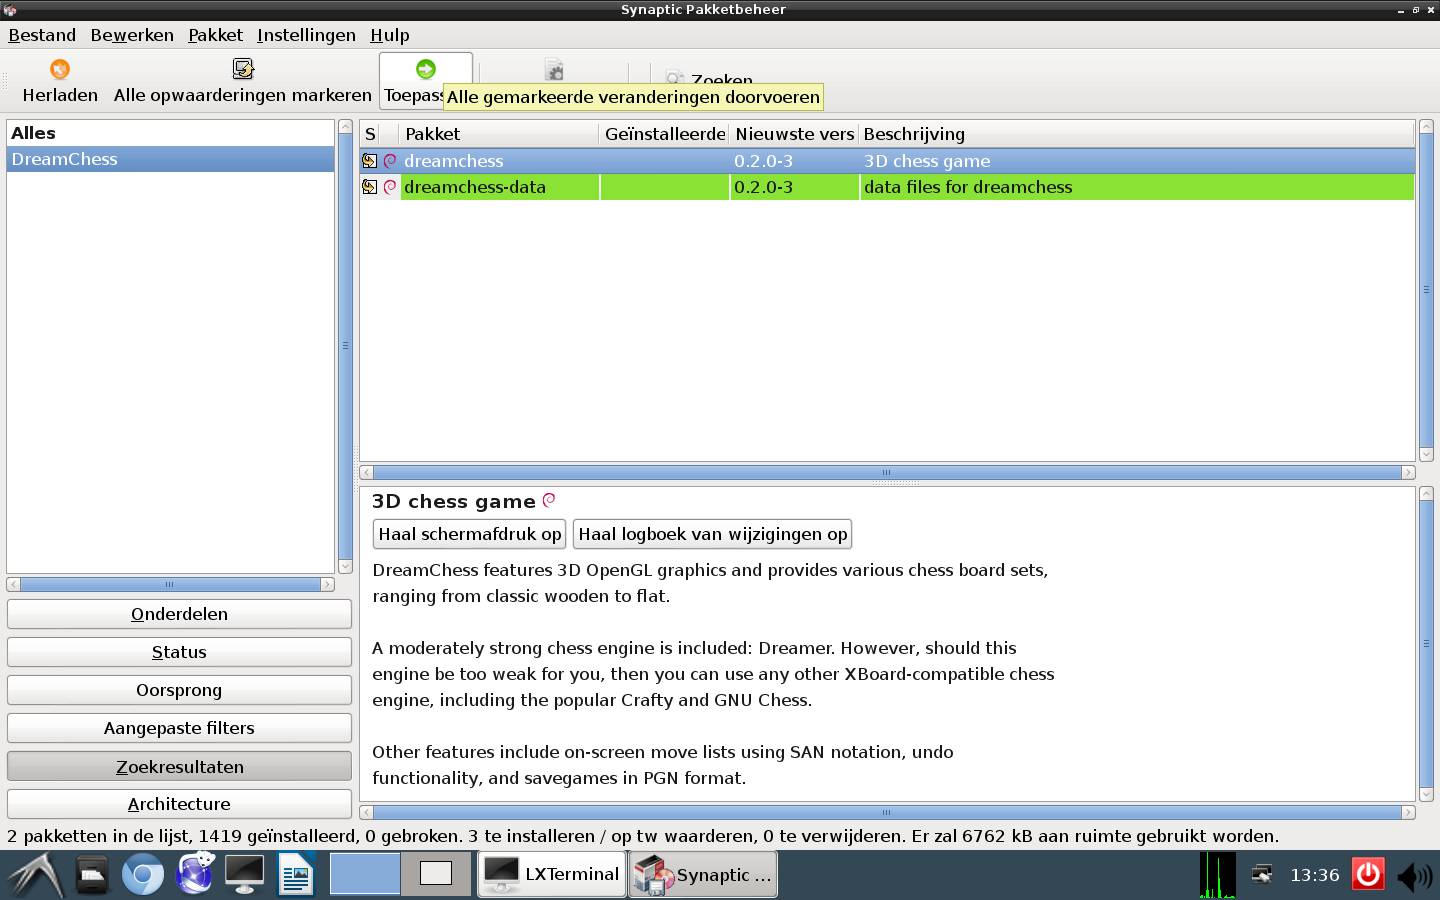 Synaptic Pakketbeheer
Bestand Bewerken Pakket Instellingen Hulp
Herladen Alle opwaarderingen markeren Toepass Zoeken
Alle gemarkeerde veranderingen doorvoeren
Alles
DreamChess
S Pakket Geïnstalleerde Nieuwste vers Beschrijving
dreamchess 0.2.0-3 3D chess game
dreamchess-data 0.2.0-3 data files for dreamchess
3D chess game
Haal schermafdruk op Haal logboek van wijzigingen op
DreamChess features 3D OpenGL graphics and provides various chess board sets,
ranging from classic wooden to flat.
A moderately strong chess engine is included: Dreamer. However, should this
engine be too weak for you, then you can use any other XBoard-compatible chess
engine, including the popular Crafty and GNU Chess.
Other features include on-screen move lists using SAN notation, undo
functionality, and savegames in PGN format.
Onderdelen
Status
Oorsprong
Aangepaste filters
Zoekresultaten
Architecture
2 pakketten in de lijst, 1419 geïnstalleerd, 0 gebroken. 3 te installeren / op tw waarderen, 0 te verwijderen. Er zal 6762 kB aan ruimte gebruikt worden.
LXTerminal Synaptic ... 13:36